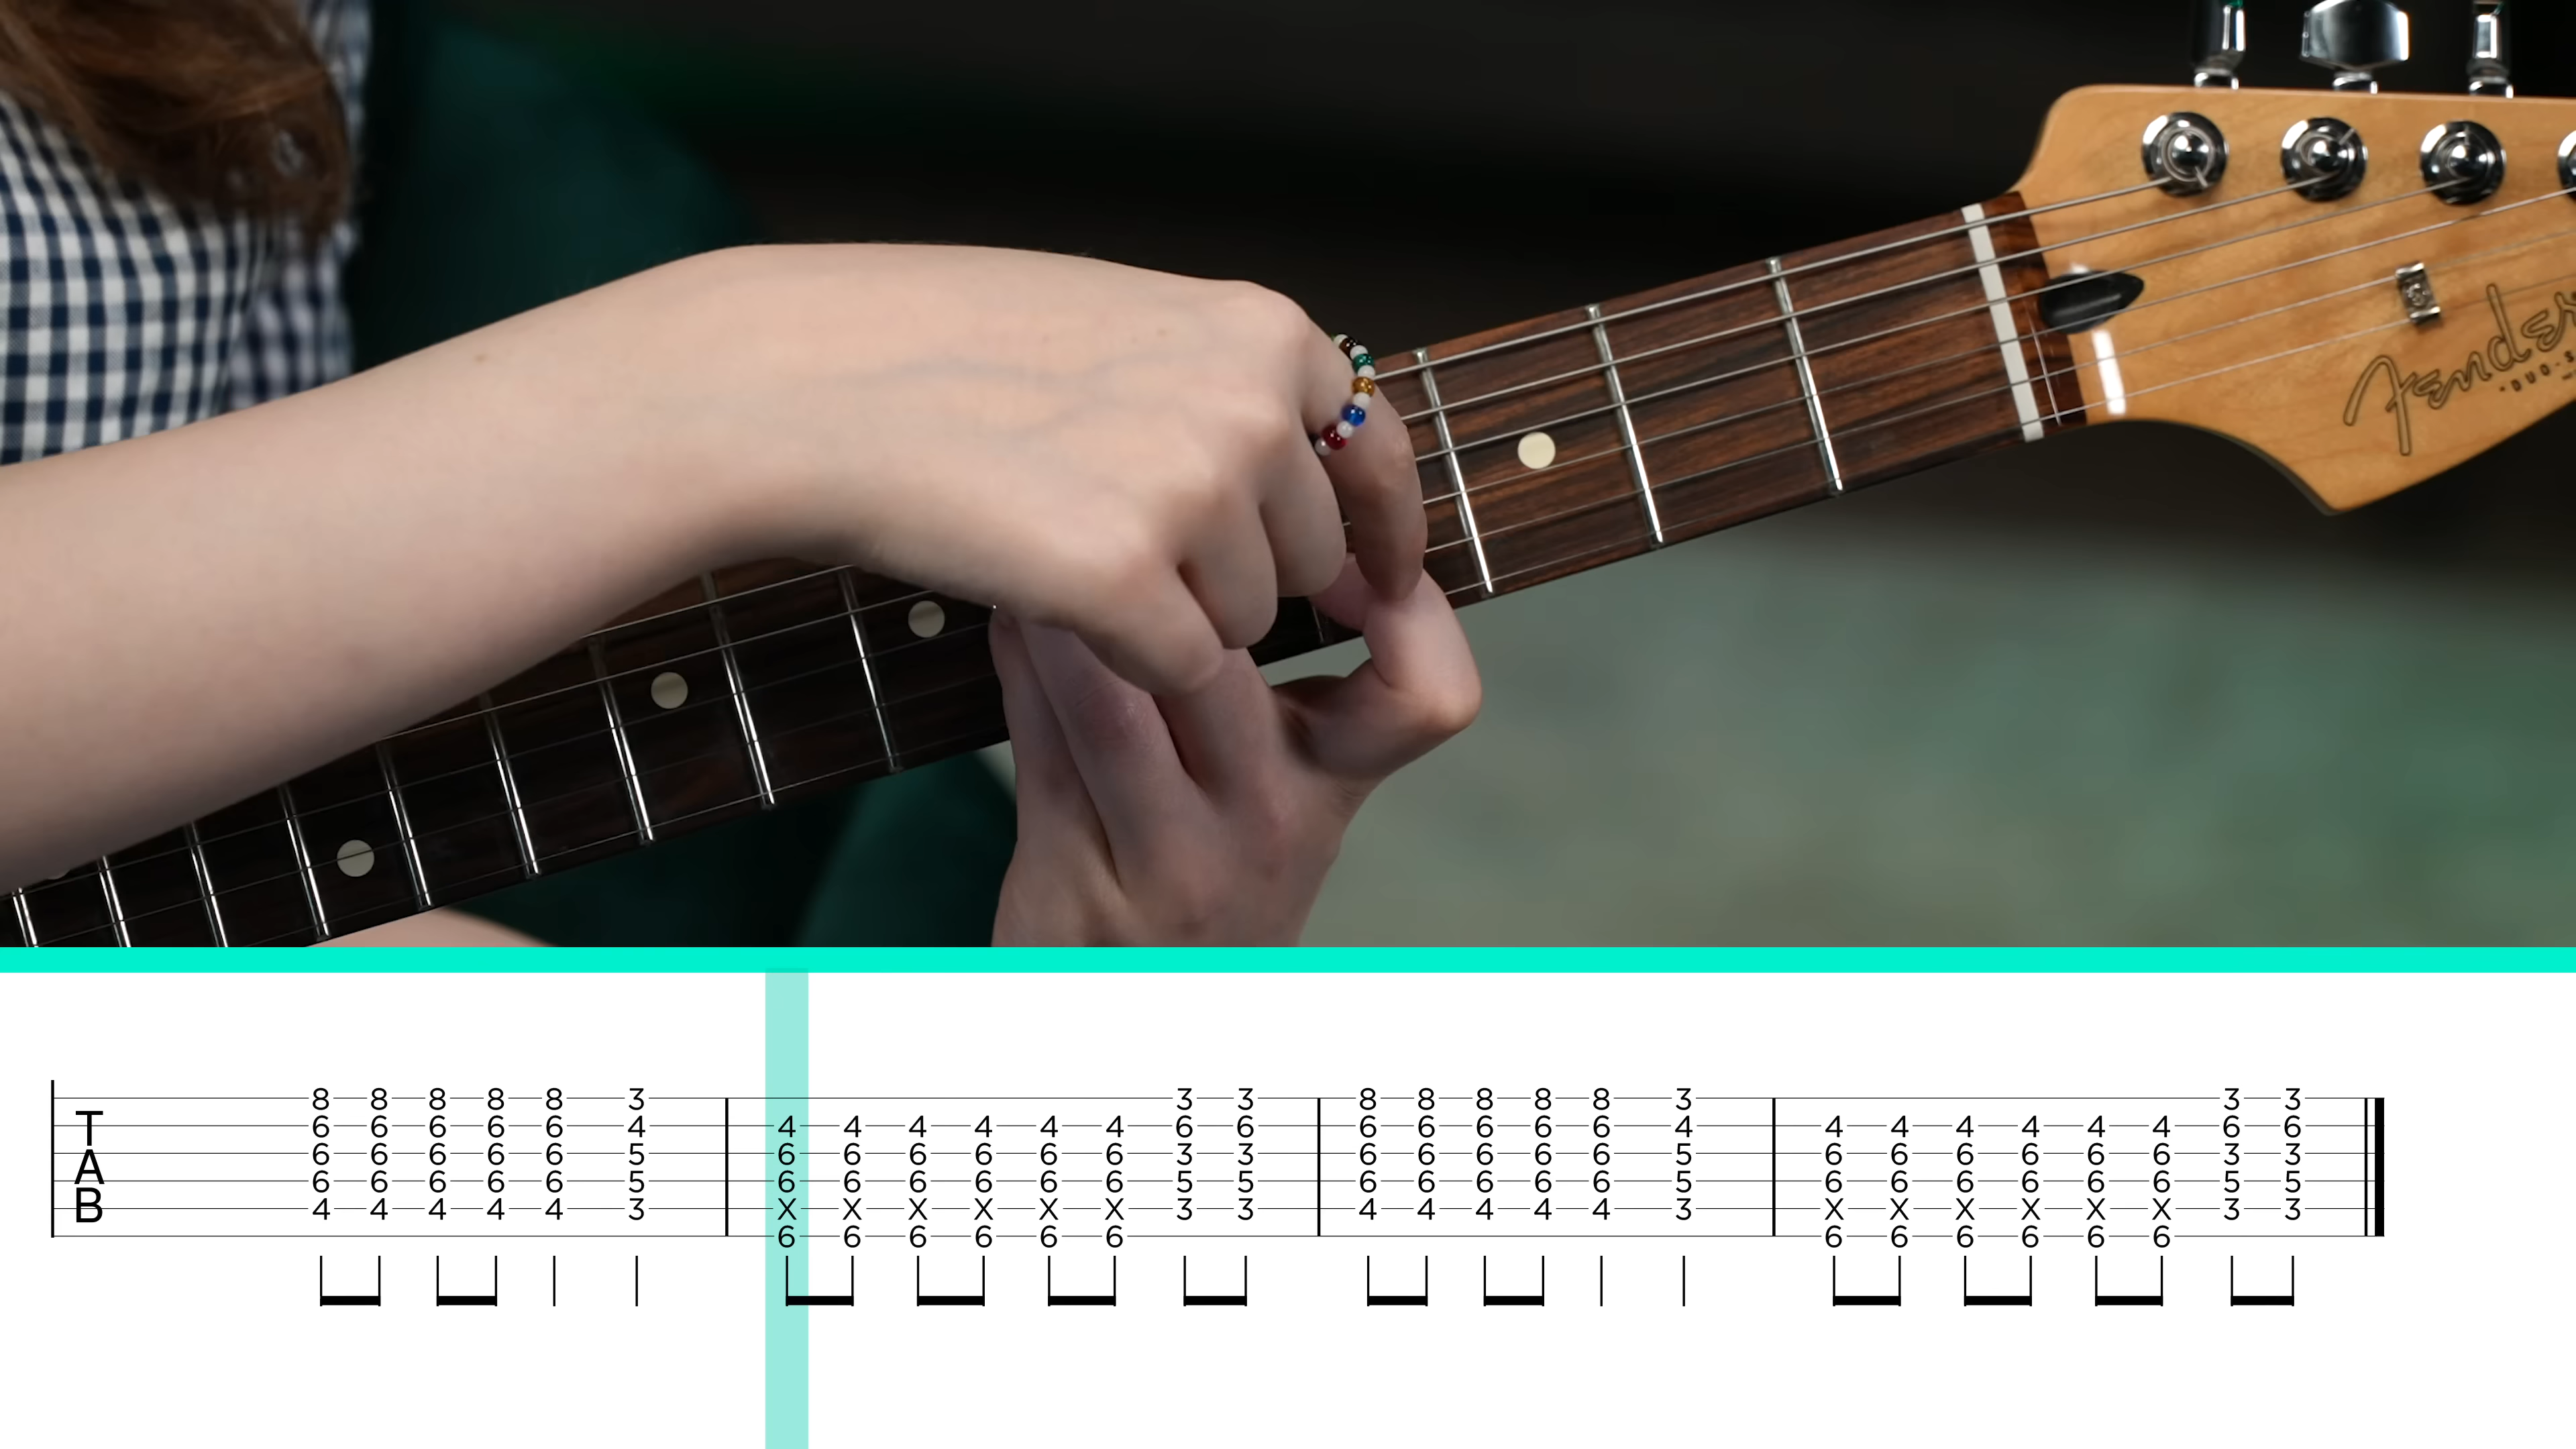 Fender
DUO-S
8 8 8 8 8 3 3 3 8 8 8 8 8 3 3 3
T 6 6 6 6 6 4 4 4 4 4 4 4 6 6 6 6 6 6 6 4 4 4 4 4 4 4 6 6
A 6 6 6 6 6 5 6 6 6 6 6 6 3 3 6 6 6 6 6 5 6 6 6 6 6 6 3 3
6 6 6 6 6 5 6 6 6 6 6 6 5 5 6 6 6 6 6 5 6 6 6 6 6 6 5 5
B 4 4 4 4 4 3 X X X X X X 3 3 4 4 4 4 4 3 X X X X X X 3 3
6 6 6 6 6 6 6 6 6 6 6 6